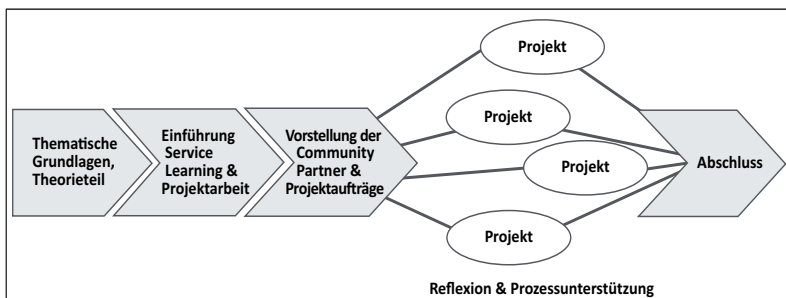 Thematische
Grundlagen,
Theorieteil
Einführung
Service
Learning &
Projektarbeit
Vorstellung der
Community
Partner &
Projektaufträge
Projekt
Projekt
Projekt
Projekt
Abschluss
Reflexion & Prozessunterstützung